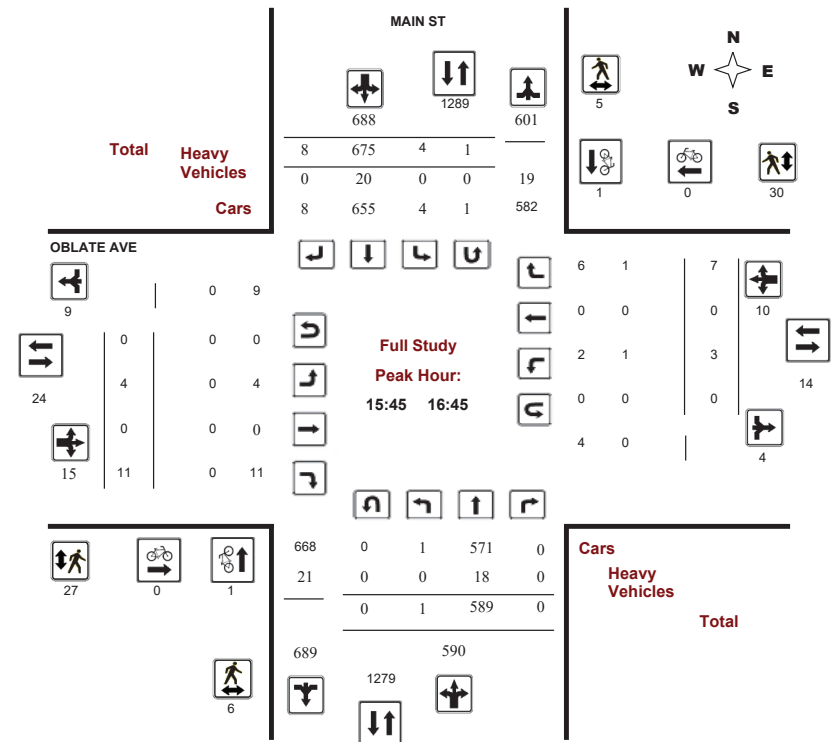 MAIN ST
N
W E
S
1289
5
688 601
8 675 4 1
Total Heavy
Vehicles
0 20 0 0 19
1 0 30
Cars 8 655 4 1 582
OBLATE AVE
6 1 7
0 9
9 0 0 0 10
0 0 0
Full Study
2 1 3
4 0 4 Peak Hour:
24 14
15:45 16:45 0 0 0
0 0 0
4 0 4
15 11 0 11
668 0 1 571 0 Cars
21 0 0 18 0 Heavy
Vehicles
27 0 1
0 1 589 0 Total
689 590
1279
6